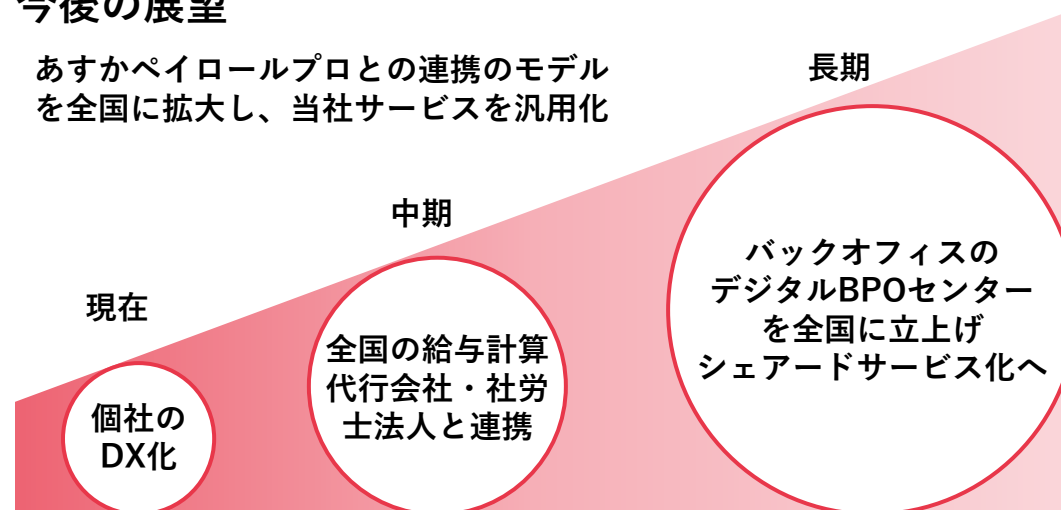 今後の展望
あすかペイロールプロとの連携のモデル
を全国に拡大し、当社サービスを汎用化
長期
中期
現在
バックオフィスの
デジタルBPOセンター
を全国に立上げ
シェアードサービス化へ
全国の給与計算
代行会社・社労
士法人と連携
個社の
DX化